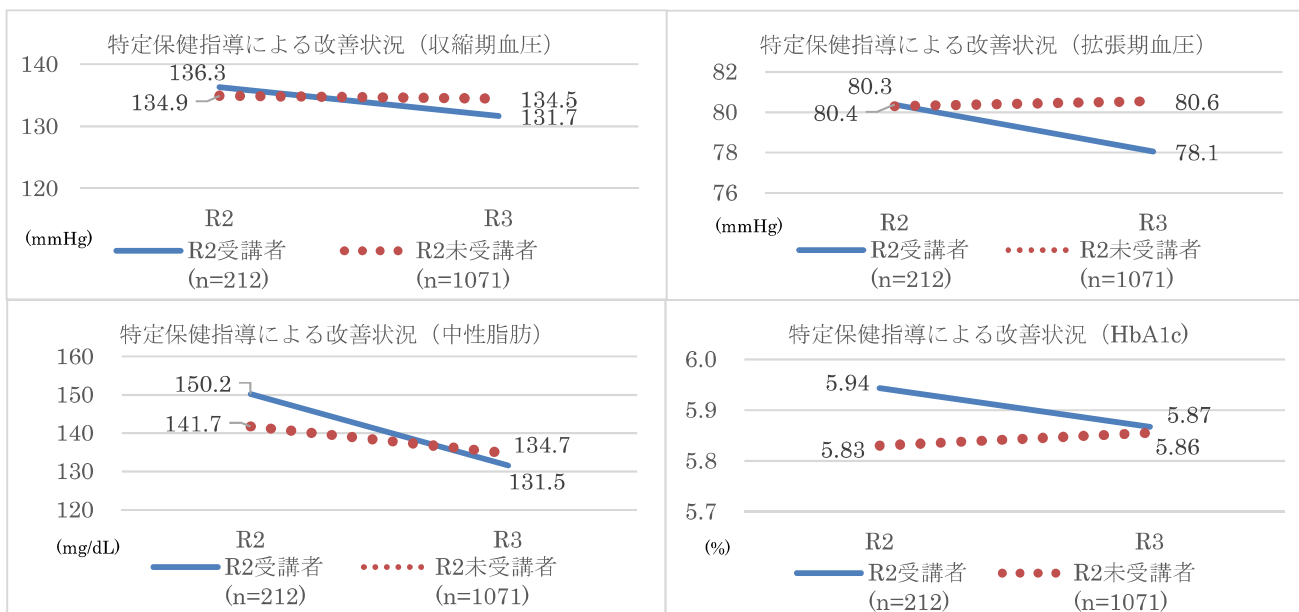 特定保健指導による改善状況（収縮期血圧）
140
130
120
136.3
134.9
134.5
131.7
R2
R3
(mmHg)
R2受講者
(n=212)
R2未受講者
(n=1071)
特定保健指導による改善状況（拡張期血圧）
82
80
78
76
80.3
80.4
80.6
78.1
R2
R3
(mmHg)
R2受講者
(n=212)
R2未受講者
(n=1071)
特定保健指導による改善状況（中性脂肪）
160
150
140
130
120
150.2
141.7
134.7
131.5
R2
R3
(mg/dL)
R2受講者
(n=212)
R2未受講者
(n=1071)
特定保健指導による改善状況（HbA1c)
6.0
5.9
5.8
5.7
5.94
5.83
5.87
5.86
R2
R3
(%)
R2受講者
(n=212)
R2未受講者
(n=1071)